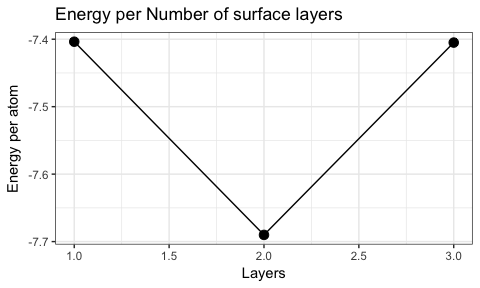 Energy per Number of surface layers
-7.4
-7.5
-7.6
-7.7
Energy per atom
1.0 1.5 2.0 2.5 3.0
Layers